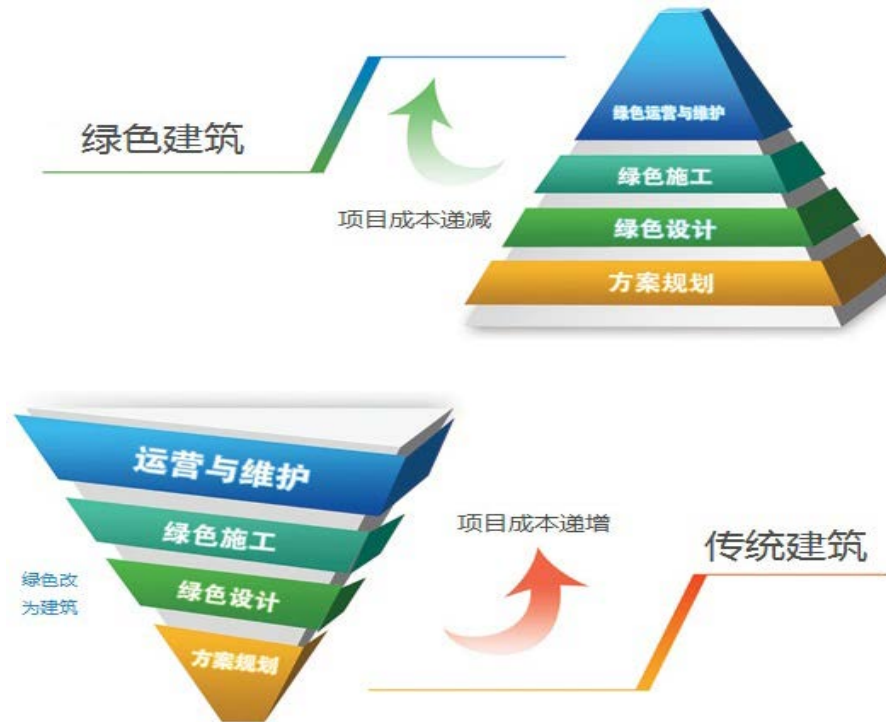 绿色建筑
项目成本递减
绿色运营与维护
绿色施工
绿色设计
方案规划
运营与维护
绿色施工
绿色设计
方案规划
绿色改
为建筑
项目成本递增
传统建筑